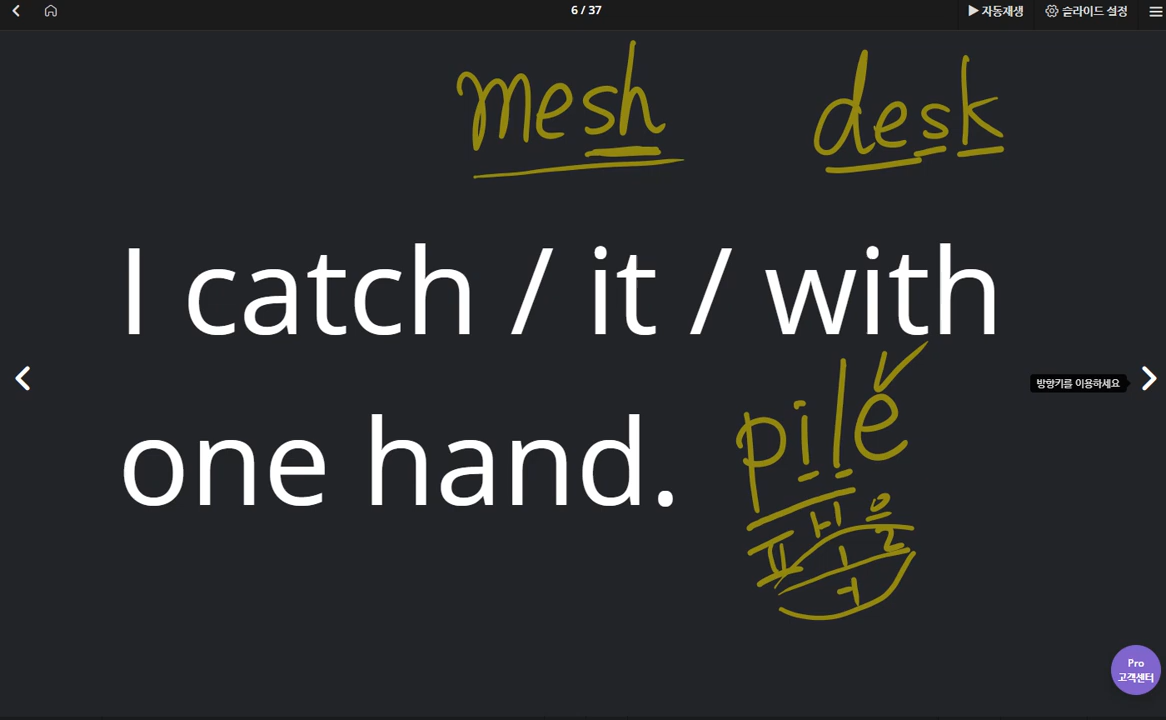 6 / 37
▶ 자동재생
슬라이드 설정
mesh
desk
I catch / it / with
one hand.
방향키를 이용하세요
pile
Pro
고객센터